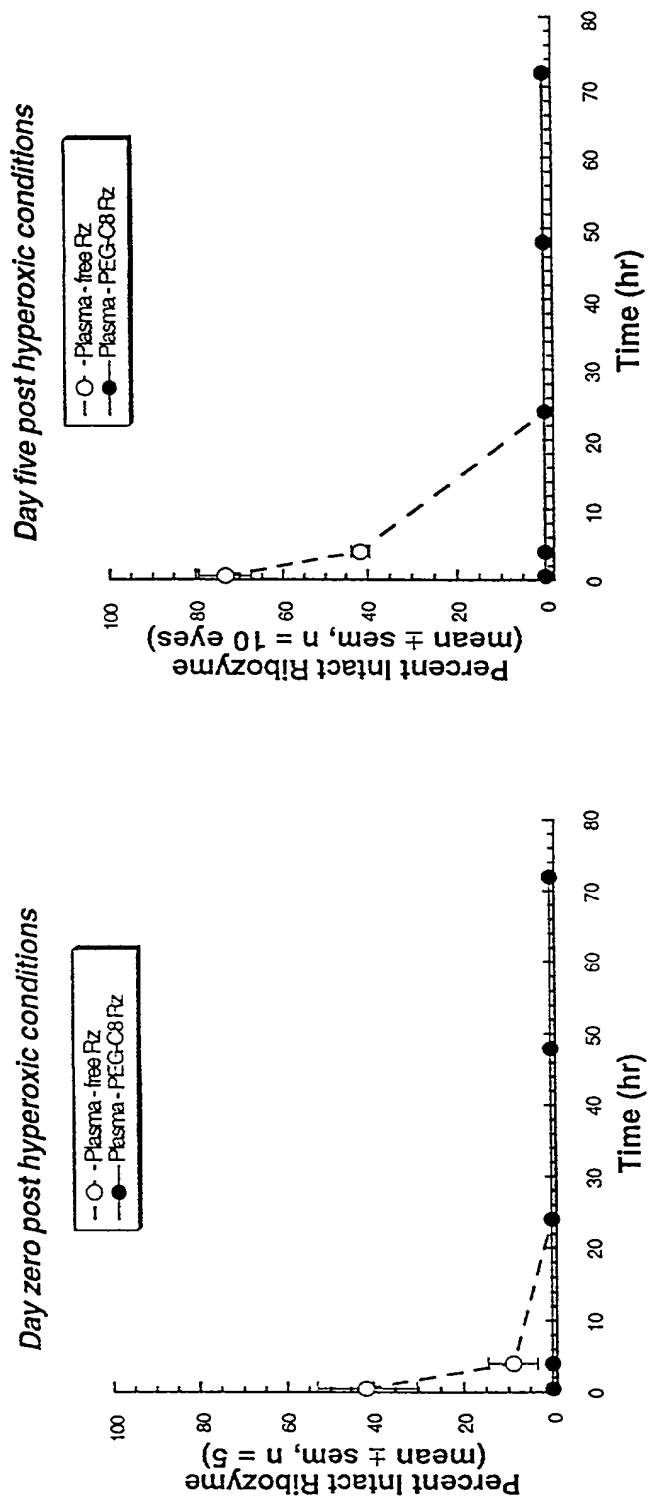 Day zero post hyperoxic conditions
-Plasma-free Rz
Plasma-PEG-C8 Rz
Percent Intact Ribozyme
(mean ± sem, n = 5)
100
80
60
40
20
0
0 10 20 30 40 50 60 70 80
Time (hr)
Day five post hyperoxic conditions
-Plasma-free Rz
Plasma-PEG-C8 Rz
Percent Intact Ribozyme
(mean ± sem, n = 10 eyes)
100
80
60
40
20
0
0 10 20 30 40 50 60 70 80
Time (hr)